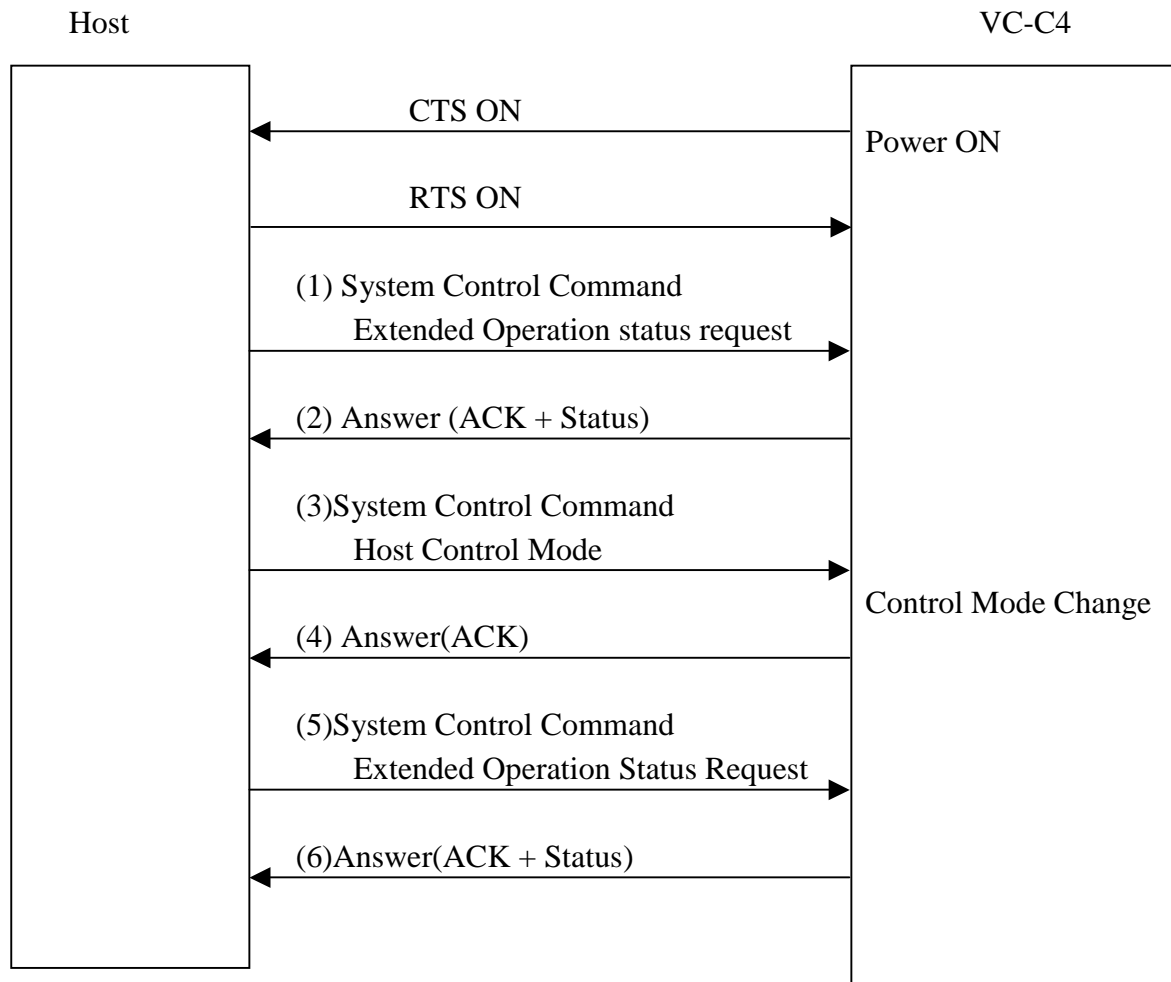 Host
VC-C4
CTS ON
Power ON
RTS ON
(1) System Control Command
Extended Operation status request
(2) Answer (ACK + Status)
(3)System Control Command
Host Control Mode
Control Mode Change
(4) Answer(ACK)
(5)System Control Command
Extended Operation Status Request
(6)Answer(ACK + Status)